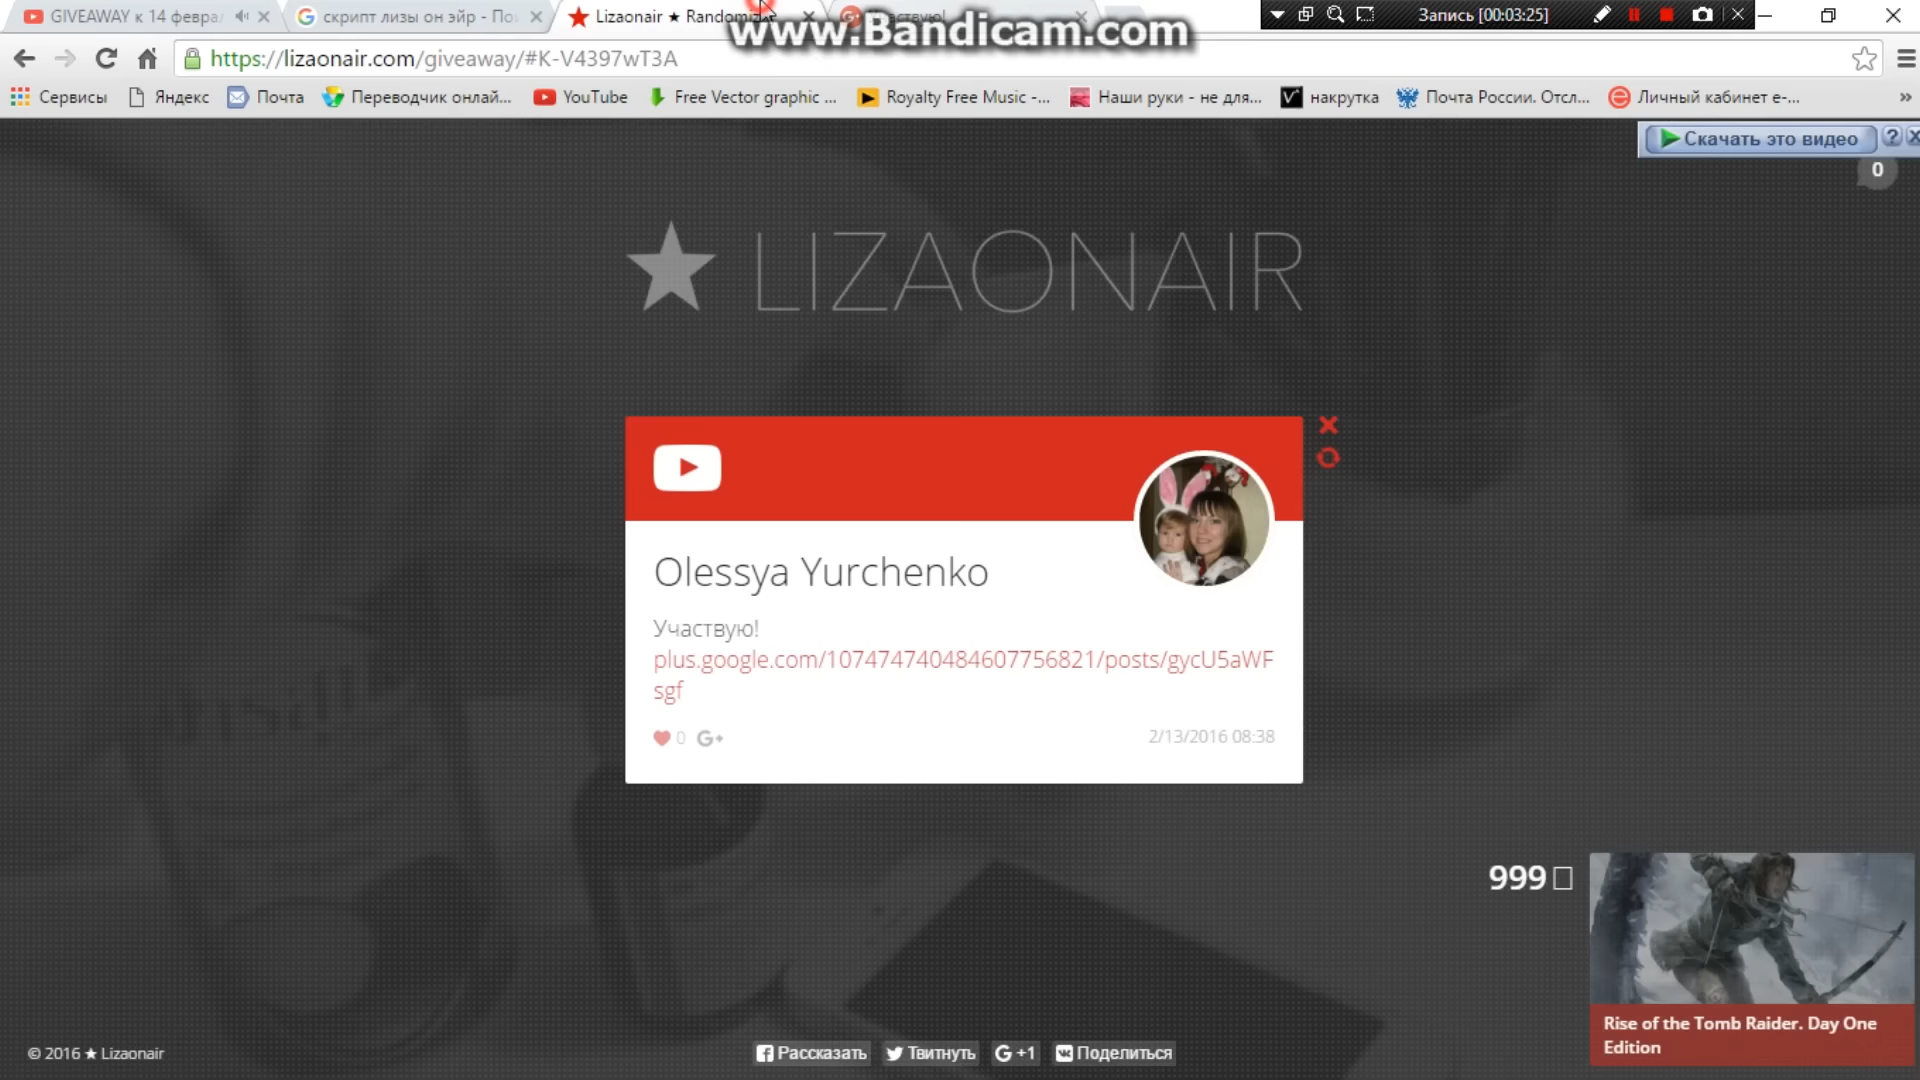 GIVEAWAY к 14 февра
скрипт лизы он эйр - По
Lizaonair ★ Randomize
www.Bandicam.com
Запись [00:03:25]
https://lizaonair.com/giveaway/#K-V4397wT3A
Сервисы
Яндекс
Почта
Переводчик онлай...
YouTube
Free Vector graphic ...
Royalty Free Music -...
Наши руки - не для...
накрутка
Почта России. Отсл...
Личный кабинет e-...
»
Скачать это видео
?
0
★ LIZAONAIR
Olessya Yurchenko
Участвую!
plus.google.com/107474740484607756821/posts/gycU5aWF
sgf
0 G+
2/13/2016 08:38
999
Rise of the Tomb Raider. Day One
Edition
© 2016 ★ Lizaonair
Рассказать
Твитнуть
G +1
Поделиться